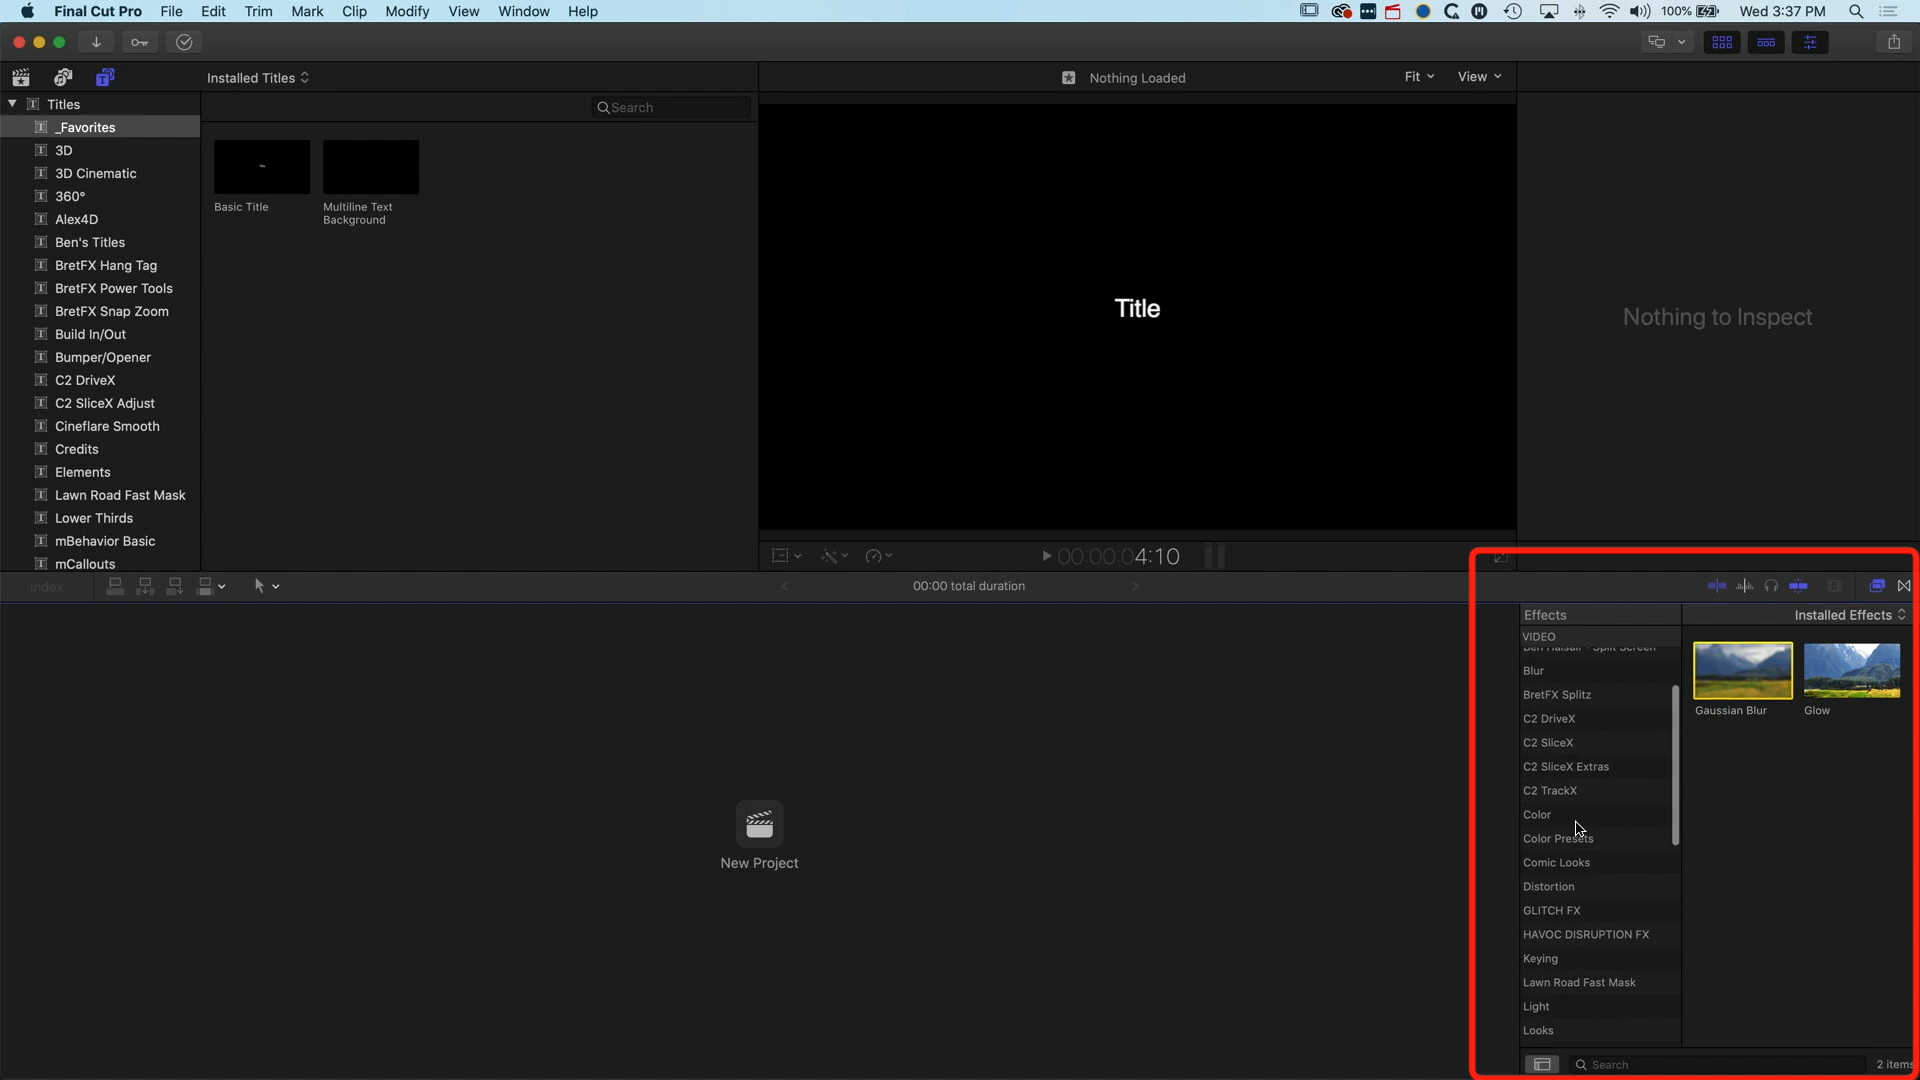 Final Cut Pro File Edit Trim Mark Clip Modify View Window Help
100% Wed 3:37 PM
Installed Titles
Nothing Loaded
Fit
View
Titles
Search
_Favorites
3D
3D Cinematic
360°
Alex4D
Ben's Titles
BretFX Hang Tag
BretFX Power Tools
BretFX Snap Zoom
Build In/Out
Bumper/Opener
C2 DriveX
C2 SliceX Adjust
Cineflare Smooth
Credits
Elements
Lawn Road Fast Mask
Lower Thirds
mBehavior Basic
mCallouts
Basic Title
Multiline Text
Background
Title
Nothing to Inspect
00:00:04:10
Index
00:00 total duration
New Project
Effects
Installed Effects
VIDEO
Ben Halsall - Split Screen
Blur
BretFX Splitz
C2 DriveX
C2 SliceX
C2 SliceX Extras
C2 TrackX
Color
Color Presets
Comic Looks
Distortion
GLITCH FX
HAVOC DISRUPTION FX
Keying
Lawn Road Fast Mask
Light
Looks
Gaussian Blur
Glow
Search
2 items